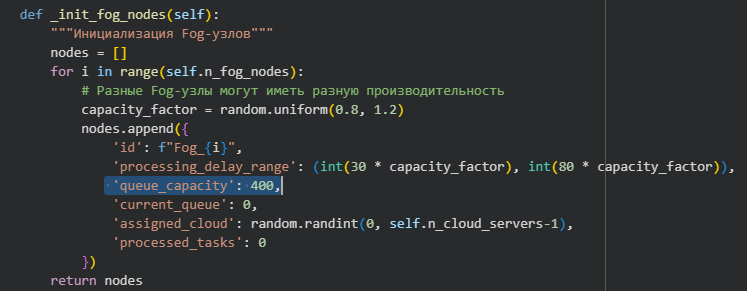 def _init_fog_nodes(self):
    """Инициализация Fog-узлов"""
    nodes = []
    for i in range(self.n_fog_nodes):
        # Разные Fog-узлы могут иметь разную производительность
        capacity_factor = random.uniform(0.8, 1.2)
        nodes.append({
            'id': f"Fog_{i}",
            'processing_delay_range': (int(30 * capacity_factor), int(80 * capacity_factor)),
            'queue_capacity': 400,
            'current_queue': 0,
            'assigned_cloud': random.randint(0, self.n_cloud_servers-1),
            'processed_tasks': 0
        })
    return nodes